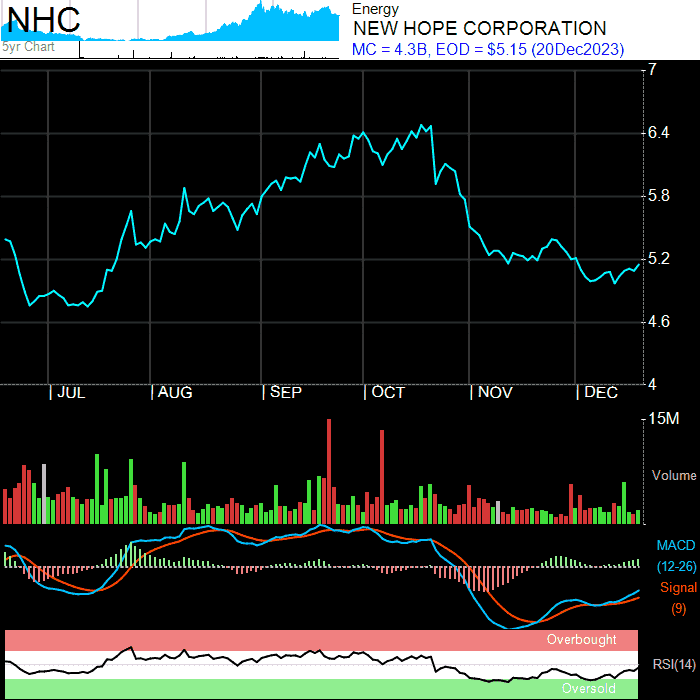 NHC
5yr Chart
Energy
NEW HOPE CORPORATION
MC = 4.3B, EOD = $5.15 (20Dec2023)
7
6.4
5.8
5.2
4.6
4
JUL AUG SEP OCT NOV DEC
15M
Volume
MACD
(12-26)
Signal
(9)
Overbought
RSI(14)
Oversold